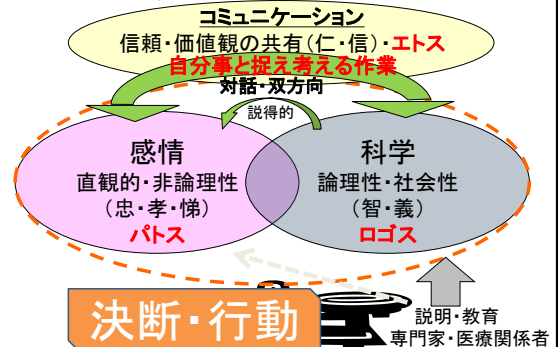 コミュニケーション
信頼・価値観の共有(仁・信)・エトス
自分事と捉え考える作業
対話・双方向
説得的
感情
直観的・非論理性
(忠・孝・悌)
パトス
科学
論理性・社会性
(智・義)
ロゴス
決断・行動
説明・教育
専門家・医療関係者